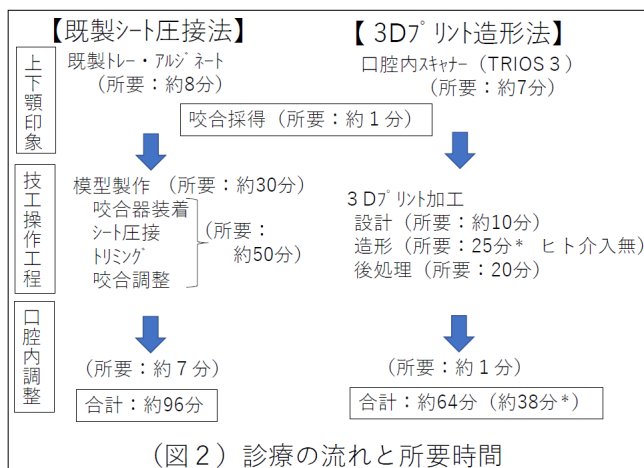 【既製シート圧接法】
【 3Dﾌﾟリント造形法】
上下顎印象
既製トレー・アルジネート
(所要：約8分)
口腔内ｽｷｬﾅｰ（TRIOS 3）
(所要：約7分)
咬合採得（所要：約１分）
技工操作工程
模型製作 （所要：約30分）
咬合器装着
シート圧接
ﾄﾘﾐﾝｸﾞ
咬合調整
（所要：
約50分）
３Dﾌﾟリント加工
設計（所要：約10分）
造形（所要：25分* ヒト介入無）
後処理（所要：20分）
口腔内調整
（所要：約７分）
（所要：約１分）
合計：約96分
合計：約64分（約38分*）
（図２）診療の流れと所要時間